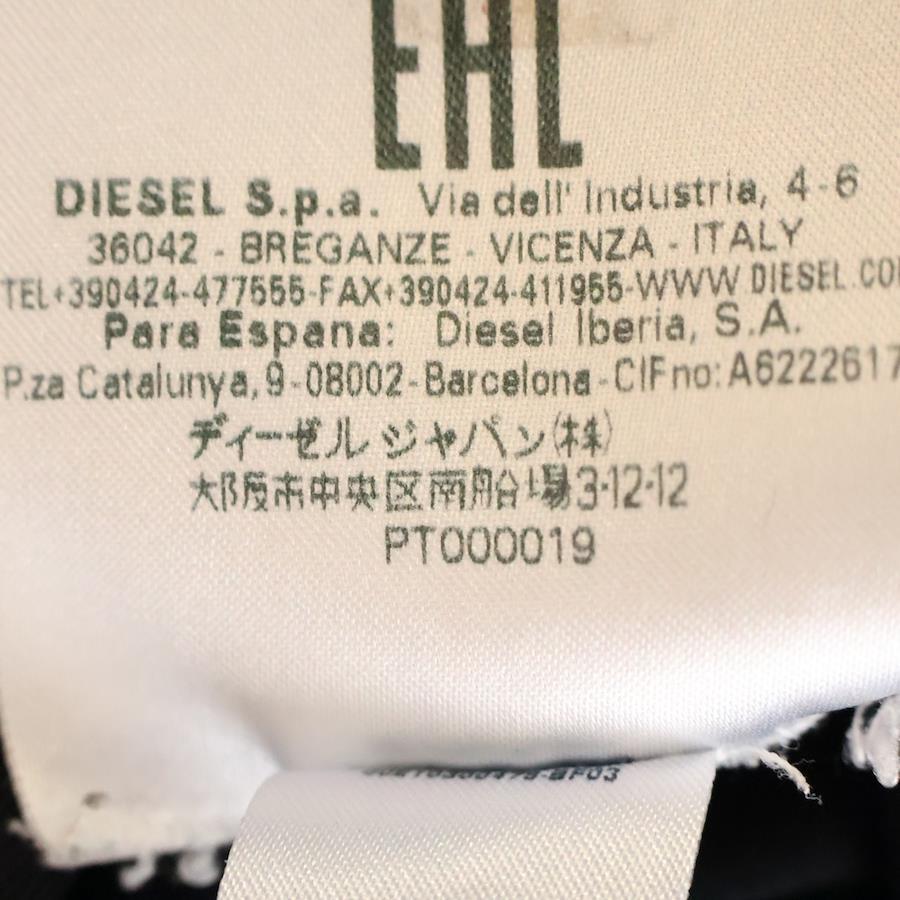 EAC
DIESEL S.p.a. Via dell' Industria, 4-6
36042 - BREGANZE - VICENZA - ITALY
TEL+390424-477555-FAX+390424-411955-WWW DIESEL.CO
Para Espana: Diesel Iberia, S.A.
P.za Catalunya,9-08002-Barcelona-CIFno:A6222617
ディーゼルジャパン(株)
大阪市中央区南船場3-12-12
PT000019